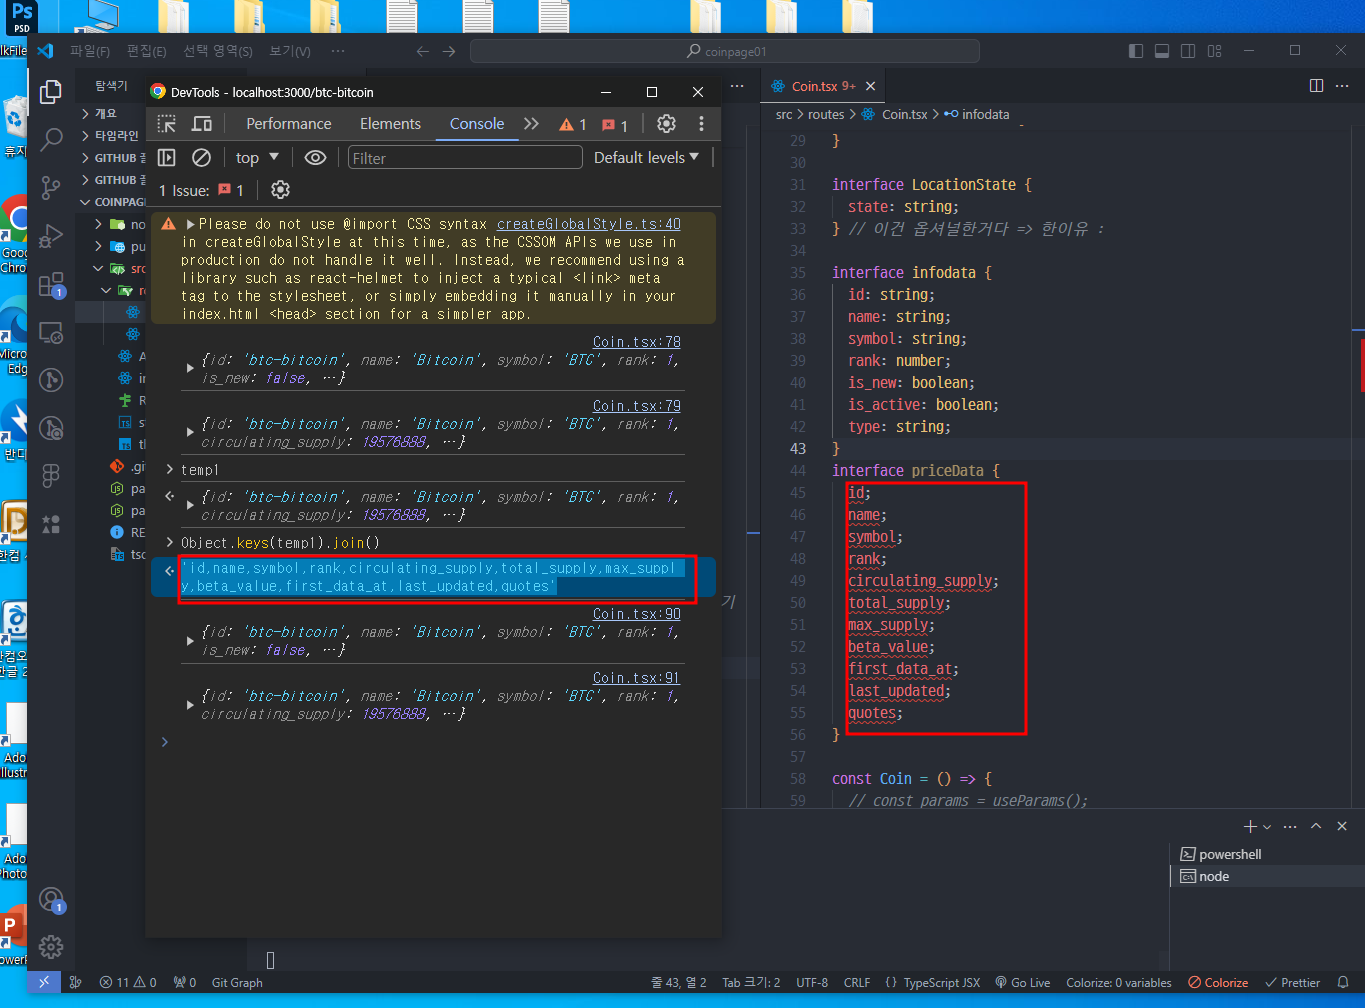 Ps
PSD
lkFile
파일(F)
편집(E)
선택 영역(S)
보기(V)
···
coinpage01
탐색기
개요
타임라인
GITHUB
GITHUB
COINPAG
no
pu
src
A
in
R
.gi
pa
pa
RE
tsc
1
1
휴지
Goog
Chro
Micro
Edg
반디
한글 2
Ado
Illustr
Ado
Photo
P
DevTools - localhost:3000/btc-bitcoin
Performance
Elements
Console
1
1
top
Filter
Default levels
1 Issue:
1
Please do not use @import CSS syntax createGlobalStyle.ts:40
in createGlobalStyle at this time, as the CSSOM APIs we use in
production do not handle it well. Instead, we recommend using a
library such as react-helmet to inject a typical <link> meta
tag to the stylesheet, or simply embedding it manually in your
index.html <head> section for a simpler app.
Coin.tsx:78
{id: 'btc-bitcoin', name: 'Bitcoin', symbol: 'BTC', rank: 1,
is_new: false, …}
Coin.tsx:79
{id: 'btc-bitcoin', name: 'Bitcoin', symbol: 'BTC', rank: 1,
circulating_supply: 19576888, …}
temp1
{id: 'btc-bitcoin', name: 'Bitcoin', symbol: 'BTC', rank: 1,
circulating_supply: 19576888, …}
Object.keys(temp1).join()
'id,name,symbol,rank,circulating_supply,total_supply,max_suppl
y,beta_value,first_data_at,last_updated,quotes'
Coin.tsx:90
{id: 'btc-bitcoin', name: 'Bitcoin', symbol: 'BTC', rank: 1,
is_new: false, …}
Coin.tsx:91
{id: 'btc-bitcoin', name: 'Bitcoin', symbol: 'BTC', rank: 1,
circulating_supply: 19576888, …}
기
Coin.tsx 9+
src > routes > Coin.tsx > infodata
29 }
30
31 interface LocationState {
32 state: string;
33 } // 이건 옵셔널한거다 => 한이유 :
34
35 interface infodata {
36 id: string;
37 name: string;
38 symbol: string;
39 rank: number;
40 is_new: boolean;
41 is_active: boolean;
42 type: string;
43 }
44 interface priceData {
45 id;
46 name;
47 symbol;
48 rank;
49 circulating_supply;
50 total_supply;
51 max_supply;
52 beta_value;
53 first_data_at;
54 last_updated;
55 quotes;
56 }
57
58 const Coin = () => {
59 // const params = useParams();
powershell
node
11
0
0
Git Graph
줄 43, 열 2
Tab 크기: 2
UTF-8
CRLF
{ }
TypeScript JSX
Go Live
Colorize: 0 variables
Colorize
Prettier